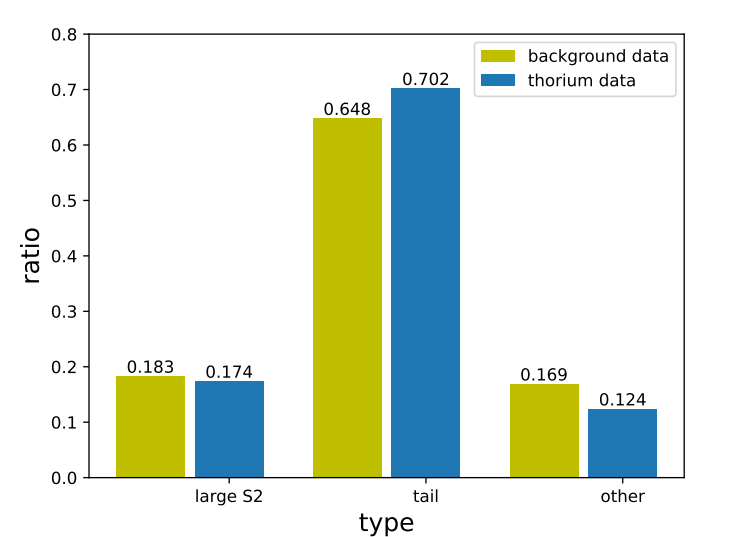 0.8
0.7
0.6
0.5
0.4
0.3
0.2
0.1
0.0
ratio
background data
thorium data
0.183
0.174
0.648
0.702
0.169
0.124
large S2
tail
other
type